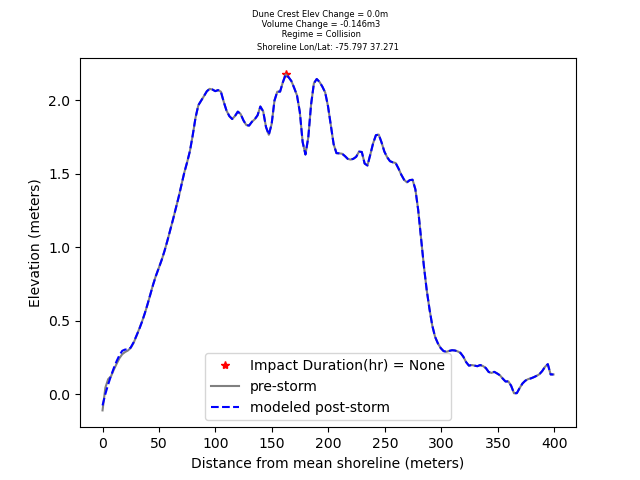 Dune Crest Elev Change = 0.0m
Volume Change = -0.146m3
Regime = Collision
Shoreline Lon/Lat: -75.797 37.271
Elevation (meters)
2.0
1.5
1.0
0.5
0.0
Impact Duration(hr) = None
pre-storm
modeled post-storm
0 50 100 150 200 250 300 350 400
Distance from mean shoreline (meters)